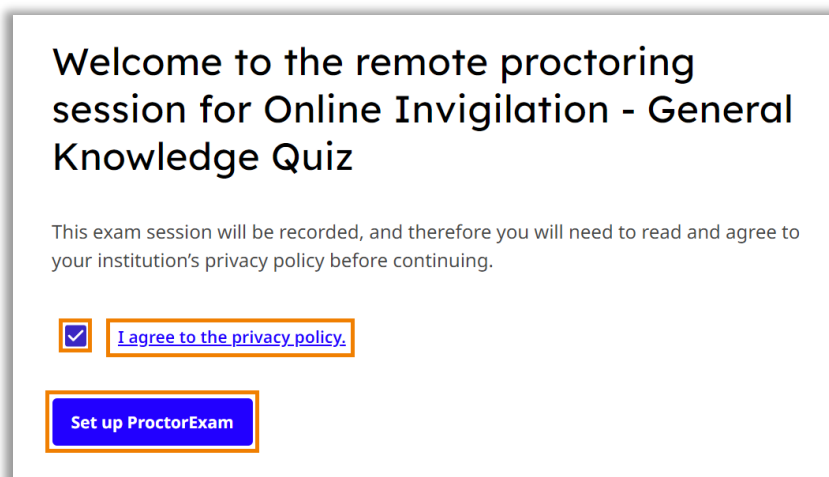 Welcome to the remote proctoring
session for Online Invigilation - General
Knowledge Quiz
This exam session will be recorded, and therefore you will need to read and agree to
your institution’s privacy policy before continuing.
I agree to the privacy policy.
Set up ProctorExam